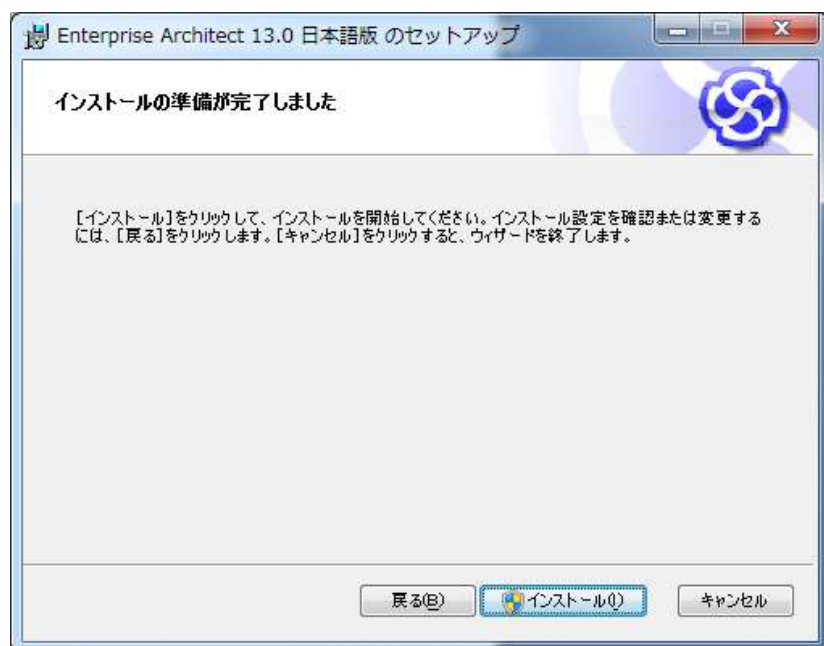 Enterprise Architect 13.0 日本語版 のセットアップ
インストールの準備が完了しました
[インストール]をクリックして、インストールを開始してください。インストール設定を確認または変更する
には、[戻る]をクリックします。[キャンセル]をクリックすると、ウィザードを終了します。
戻る(B) インストール(I) キャンセル